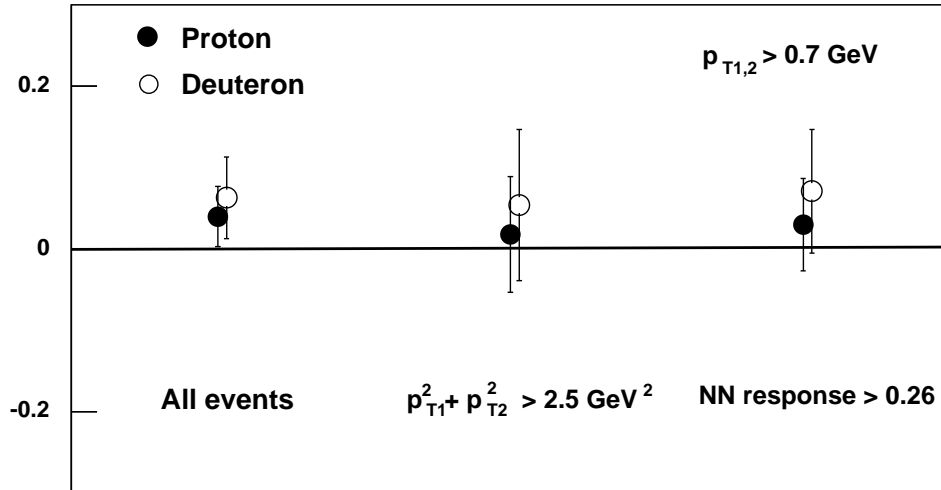 Proton
p T1,2 > 0.7 GeV
0.2
Deuteron
0
-0.2
All events
p²T1 + p²T2 > 2.5 GeV ²
NN response > 0.26